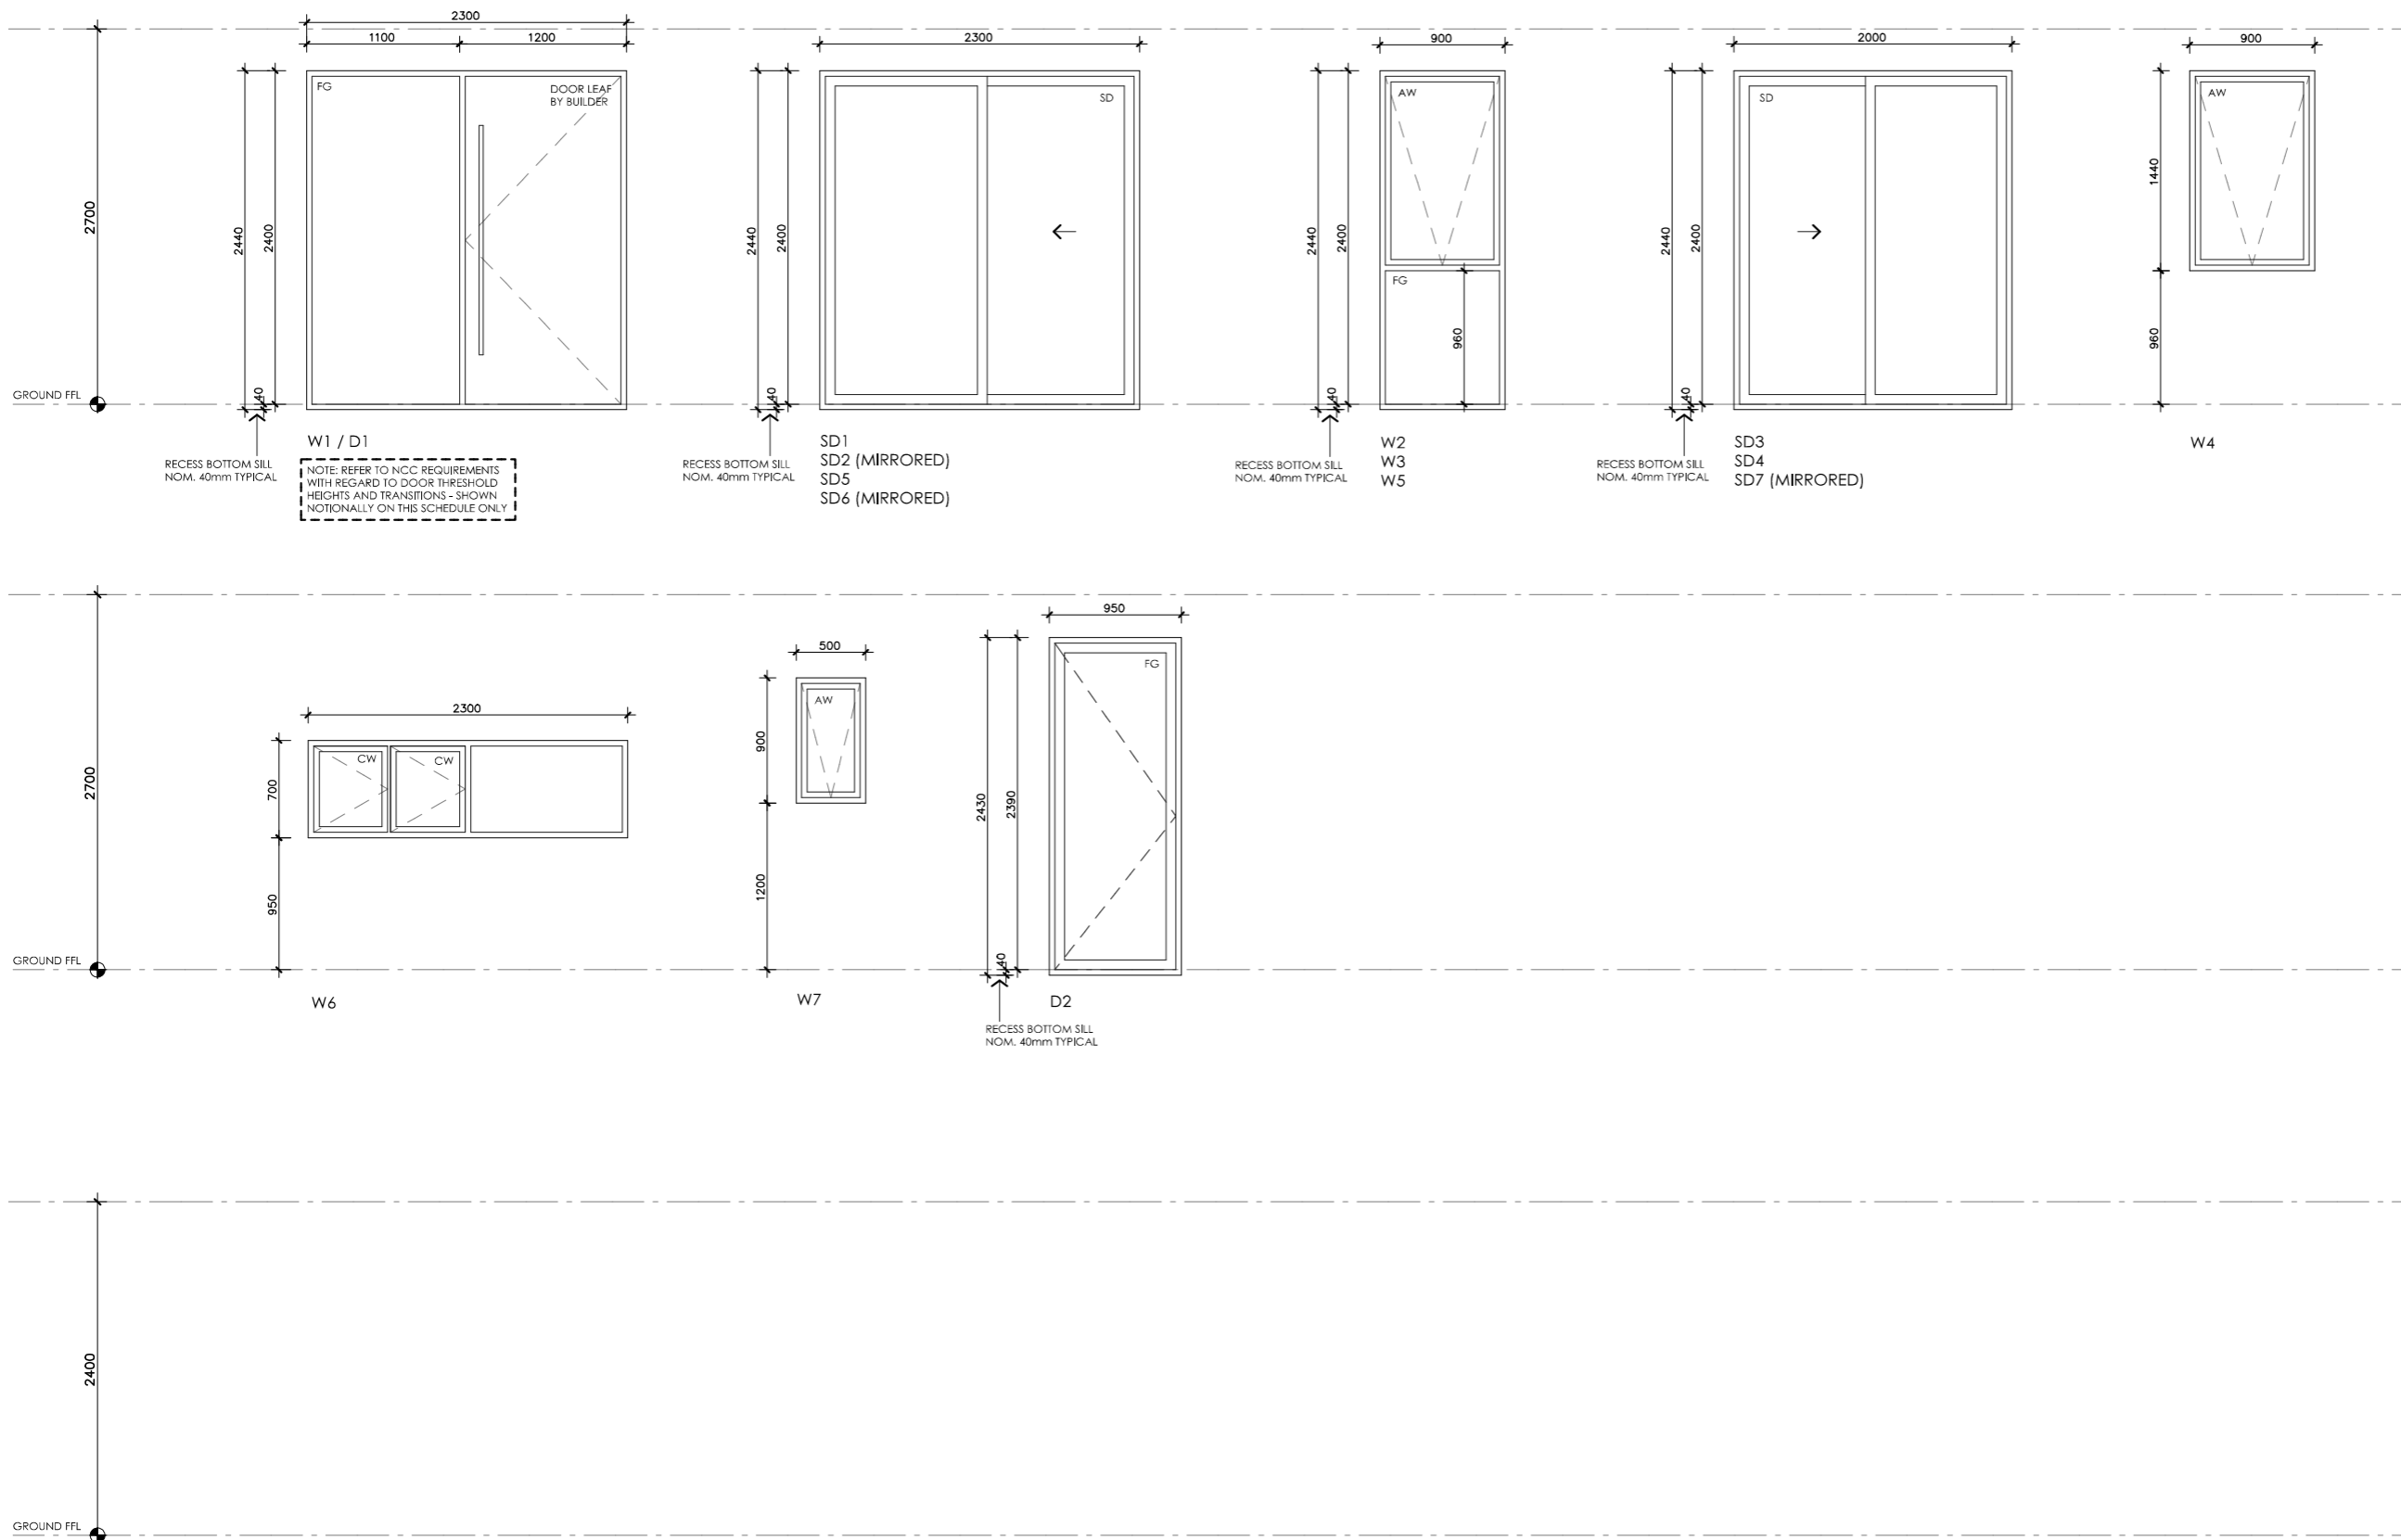 2300
1100
1200
2300
900
2000
900
FG
DOOR LEAF
BY BUILDER
SD
AW
SD
AW
2700
2440
2400
2440
2400
2440
2400
960
2440
2400
1440
960
FG
GROUND FFL
40
40
40
40
W1 / D1
SD1
SD2 (MIRRORED)
SD5
SD6 (MIRRORED)
W2
W3
W5
SD3
SD4
SD7 (MIRRORED)
W4
RECESS BOTTOM SILL
NOM. 40mm TYPICAL
NOTE: REFER TO NCC REQUIREMENTS
WITH REGARD TO DOOR THRESHOLD
HEIGHTS AND TRANSITIONS - SHOWN
NOTIONALLY ON THIS SCHEDULE ONLY
RECESS BOTTOM SILL
NOM. 40mm TYPICAL
RECESS BOTTOM SILL
NOM. 40mm TYPICAL
RECESS BOTTOM SILL
NOM. 40mm TYPICAL
950
500
FG
AW
2300
CW
CW
2700
700
950
900
1200
2430
2390
GROUND FFL
40
W6
W7
D2
RECESS BOTTOM SILL
NOM. 40mm TYPICAL
2400
GROUND FFL